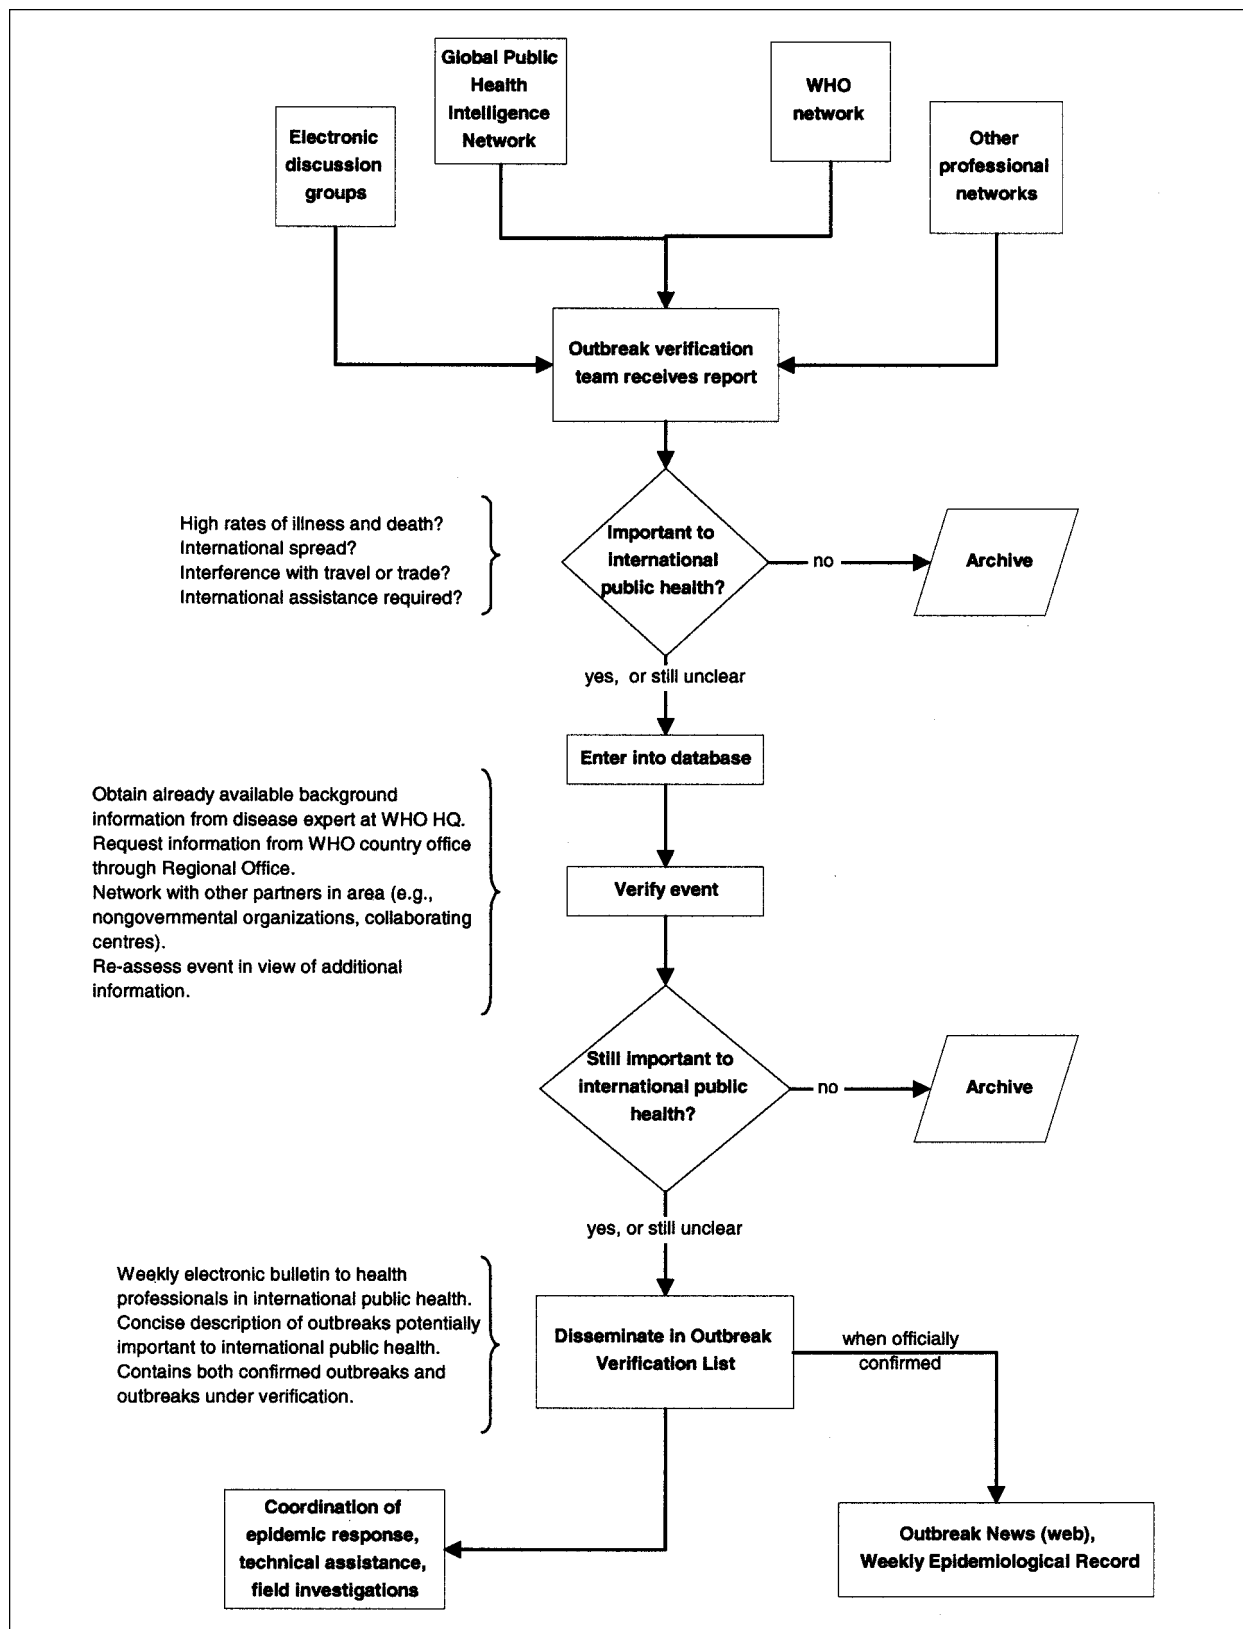 Global Public
Health
Intelligence
Network
WHO
network
Electronic
discussion
groups
Other
professional
networks
Outbreak verification
team receives report
High rates of illness and death?
International spread?
Interference with travel or trade?
International assistance required?
Important to
international
public health?
no
Archive
yes, or still unclear
Enter into database
Obtain already available background
information from disease expert at WHO HQ.
Request information from WHO country office
through Regional Office.
Network with other partners in area (e.g.,
nongovernmental organizations, collaborating
centres).
Re-assess event in view of additional
information.
Verify event
Still important to
international public
health?
no
Archive
yes, or still unclear
Weekly electronic bulletin to health
professionals in international public health.
Concise description of outbreaks potentially
important to international public health.
Contains both confirmed outbreaks and
outbreaks under verification.
Disseminate in Outbreak
Verification List
when officially
confirmed
Coordination of
epidemic response,
technical assistance,
field investigations
Outbreak News (web),
Weekly Epidemiological Record